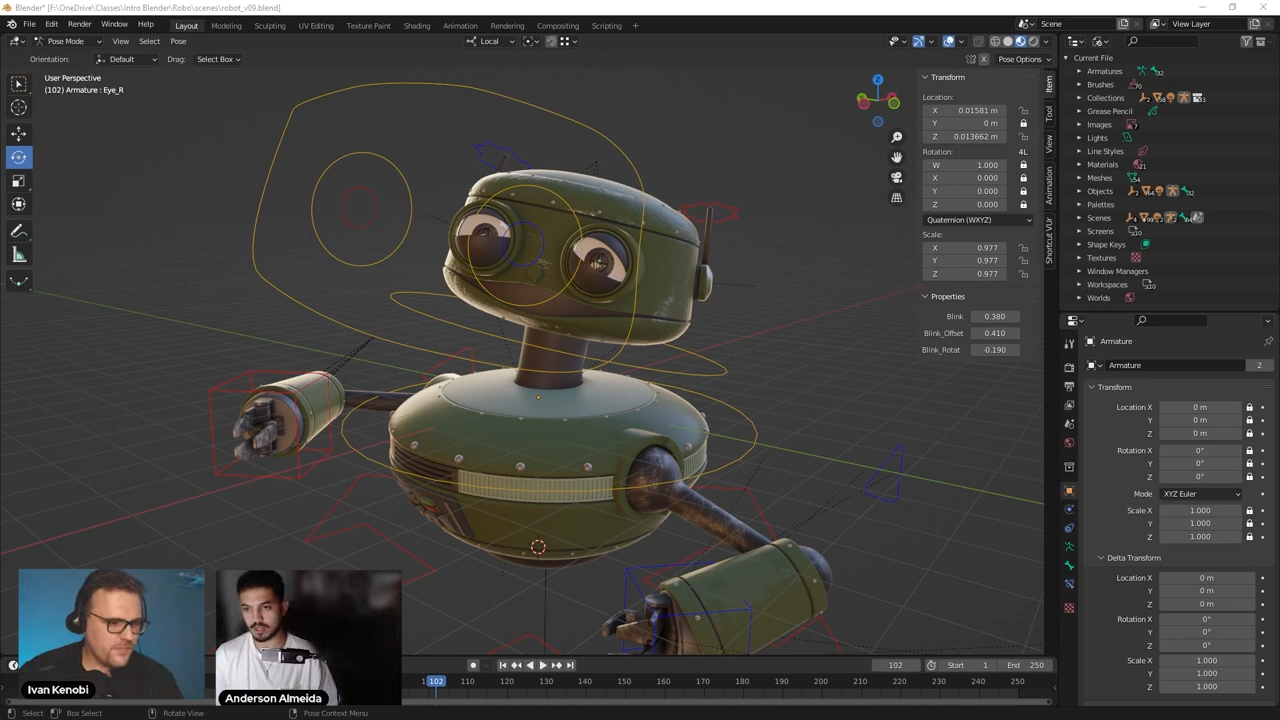 Blender* [F:\OneDrive\Classes\Intro Blender\Robo\scenes\robot_v09.blend]
File Edit Render Window Help Layout Modeling Sculpting UV Editing Texture Paint Shading Animation Rendering Compositing Scripting + Scene View Layer
Pose Mode View Select Pose Local
Orientation: Default Drag: Select Box X Pose Options
User Perspective
(102) Armature : Eye_R
Z
Transform
Location:
X 0.01581 m
Y 0 m
Z 0.013662 m
Rotation: 4L
W 1.000
X 0.000
Y 0.000
Z 0.000
Quaternion (WXYZ)
Scale:
X 0.977
Y 0.977
Z 0.977
Properties
Blink 0.380
Blink_Offset 0.410
Blink_Rotat -0.190
Item
Tool
View
Animation
Shortcut VUr
Current File
Armatures
Brushes
Collections
Grease Pencil
Images
Lights
Line Styles
Materials
Meshes
Objects
Palettes
Scenes
Screens
Shape Keys
Textures
Window Managers
Workspaces
Worlds
Armature
Armature 2
Transform
Location X 0 m
Y 0 m
Z 0 m
Rotation X 0°
Y 0°
Z 0°
Mode XYZ Euler
Scale X 1.000
Y 1.000
Z 1.000
Delta Transform
Location X 0 m
Y 0 m
Z 0 m
Rotation X 0°
Y 0°
Z 0°
Scale X 1.000
Y 1.000
Z 1.000
Ivan Kenobi
Anderson Almeida
102 Start 1 End 250
102 110 120 130 140 150 160 170 180 190 200 210 220 230 240 250
Select Box Select Rotate View Pose Context Menu